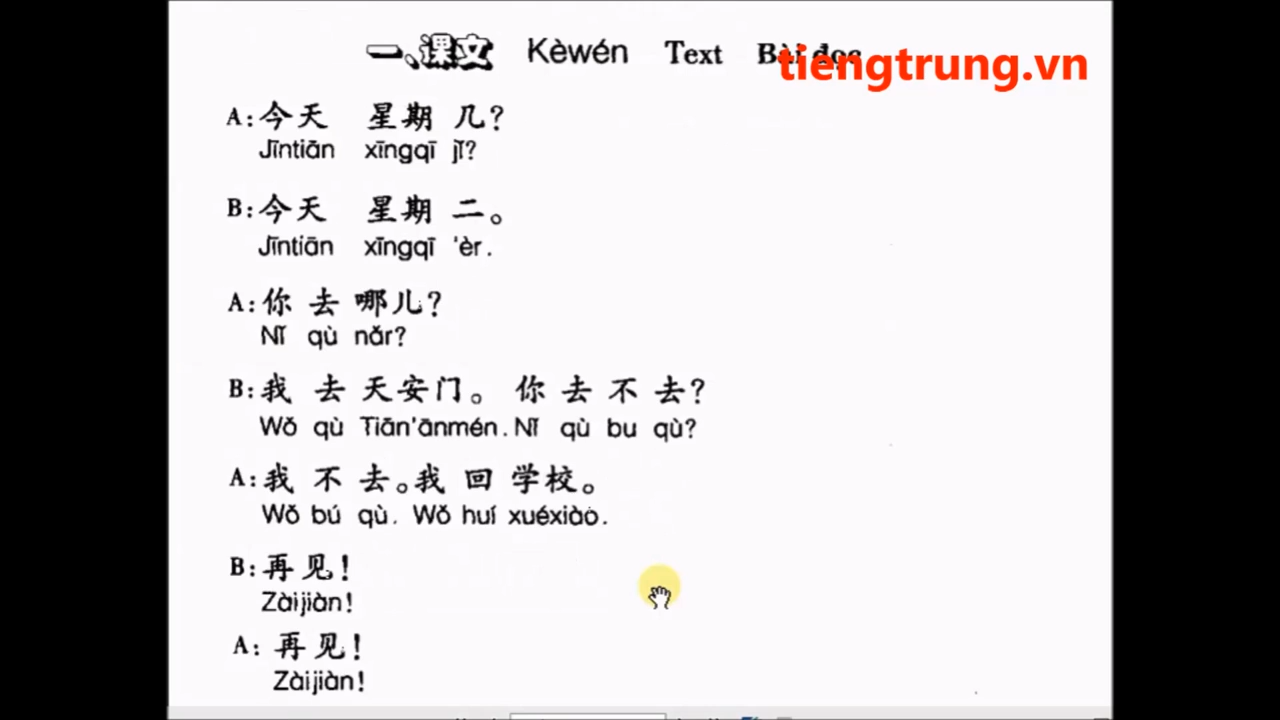 一、课文 Kèwén Text Bài đọc
tiengtrung.vn
A: 今天 星期 几?
Jīntiān xīngqī jǐ?
B: 今天 星期 二。
Jīntiān xīngqī 'èr.
A: 你 去 哪儿?
Nǐ qù nǎr?
B: 我 去 天安门。 你 去 不 去?
Wǒ qù Tiān'ānmén. Nǐ qù bu qù?
A: 我 不 去。我 回 学校。
Wǒ bú qù. Wǒ huí xuéxiào.
B: 再 见!
Zàijiàn!
A: 再 见!
Zàijiàn!